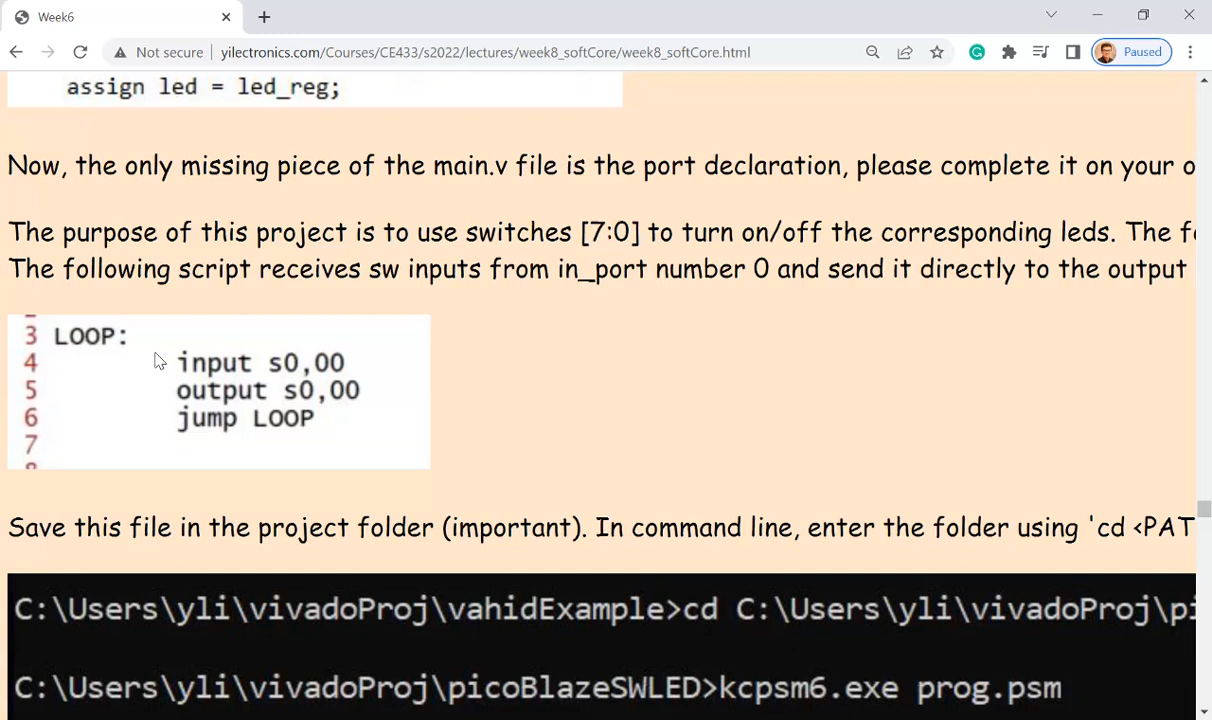 Week6
Not secure
yilectronics.com/Courses/CE433/s2022/lectures/week8_softCore/week8_softCore.html
Paused
assign led = led_reg;
Now, the only missing piece of the main.v file is the port declaration, please complete it on your o
The purpose of this project is to use switches [7:0] to turn on/off the corresponding leds. The f
The following script receives sw inputs from in_port number 0 and send it directly to the output
3 LOOP:
4 input s0,00
5 output s0,00
6 jump LOOP
7
Save this file in the project folder (important). In command line, enter the folder using 'cd <PAT
C:\Users\yli\vivadoProj\vahidExample>cd C:\Users\yli\vivadoProj\pi
C:\Users\yli\vivadoProj\picoBlazeSWLED>kcpsm6.exe prog.psm